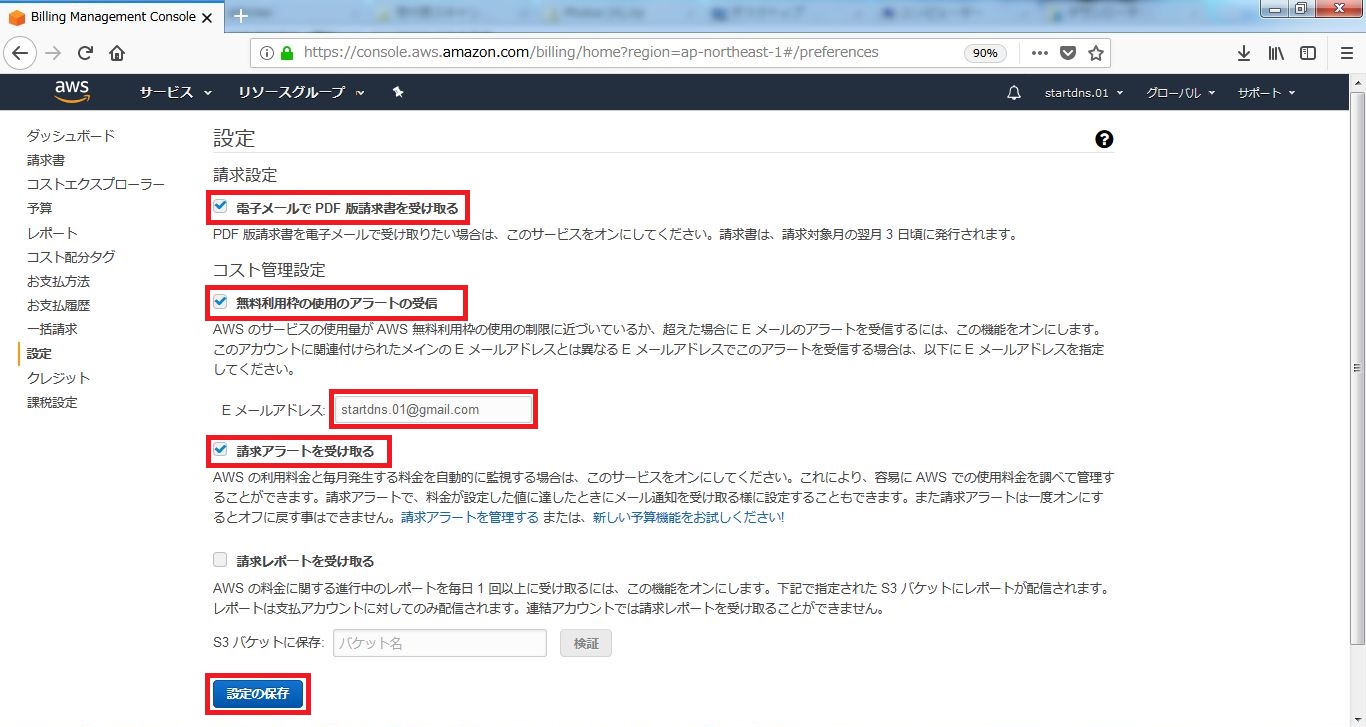 Billing Management Console
https://console.aws.amazon.com/billing/home?region=ap-northeast-1#/preferences
90%
aws
サービス
リソースグループ
startdns.01
グローバル
サポート
ダッシュボード
請求書
コストエクスプローラー
予算
レポート
コスト配分タグ
お支払方法
お支払履歴
一括請求
設定
クレジット
課税設定
設定
請求設定
電子メールで PDF 版請求書を受け取る
PDF 版請求書を電子メールで受け取りたい場合は、このサービスをオンにしてください。請求書は、請求対象月の翌月 3 日頃に発行されます。
コスト管理設定
無料利用枠の使用のアラートの受信
AWS のサービスの使用量が AWS 無料利用枠の使用の制限に近づいているか、超えた場合に E メールのアラートを受信するには、この機能をオンにします。
このアカウントに関連付けられたメインの E メールアドレスとは異なる E メールアドレスでこのアラートを受信する場合は、以下に E メールアドレスを指定
してください。
E メールアドレス: startdns.01@gmail.com
請求アラートを受け取る
AWS の利用料金と毎月発生する料金を自動的に監視する場合は、このサービスをオンにしてください。これにより、容易に AWS での使用料金を調べて管理す
ることができます。請求アラートで、料金が設定した値に達したときにメール通知を受け取る様に設定することもできます。また請求アラートは一度オンにす
るとオフに戻す事はできません。請求アラートを管理する または、新しい予算機能をお試しください!
請求レポートを受け取る
AWS の料金に関する進行中のレポートを毎日 1 回以上に受け取るには、この機能をオンにします。下記で指定された S3 バケットにレポートが配信されます。
レポートは支払アカウントに対してのみ配信されます。連結アカウントでは請求レポートを受け取ることができません。
S3 バケットに保存: バケット名 検証
設定の保存